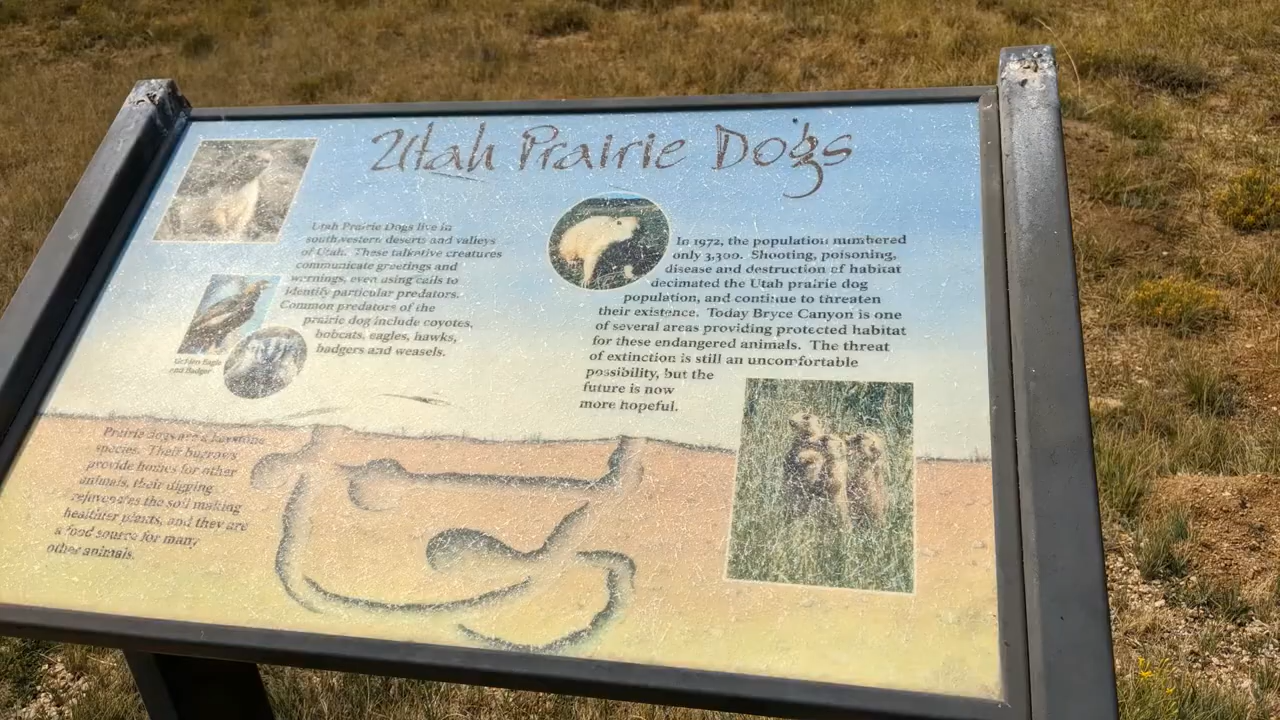 Utah Prairie Dogs
Utah Prairie Dogs live in
southwestern deserts and valleys
of Utah. These talkative creatures
communicate greetings and
warnings, even using calls to
identify particular predators.
Common predators of the
prairie dog include coyotes,
bobcats, eagles, hawks,
badgers and weasels.
Golden Eagle
and Badger
In 1972, the population numbered
only 3,300. Shooting, poisoning,
disease and destruction of habitat
decimated the Utah prairie dog
population, and continue to threaten
their existence. Today Bryce Canyon is one
of several areas providing protected habitat
for these endangered animals. The threat
of extinction is still an uncomfortable
possibility, but the
future is now
more hopeful.
Prairie dogs are a keystone
species. Their burrows
provide homes for other
animals, their digging
rejuvenates the soil making
healthier plants, and they are
a food source for many
other animals.